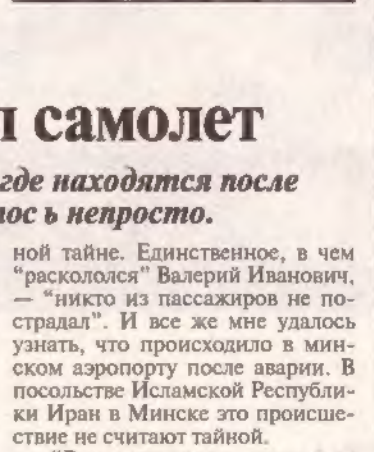 самолет
где находятся после
ь непросто.
ной тайне. Единственное, в чем
"раскололся" Валерий Иванович,
— "никто из пассажиров не по-
страдал". И все же мне удалось
узнать, что происходило в мин-
ском аэропорту после аварии. В
посольстве Исламской Республи-
ки Иран в Минске это происше-
ствие не считают тайной.